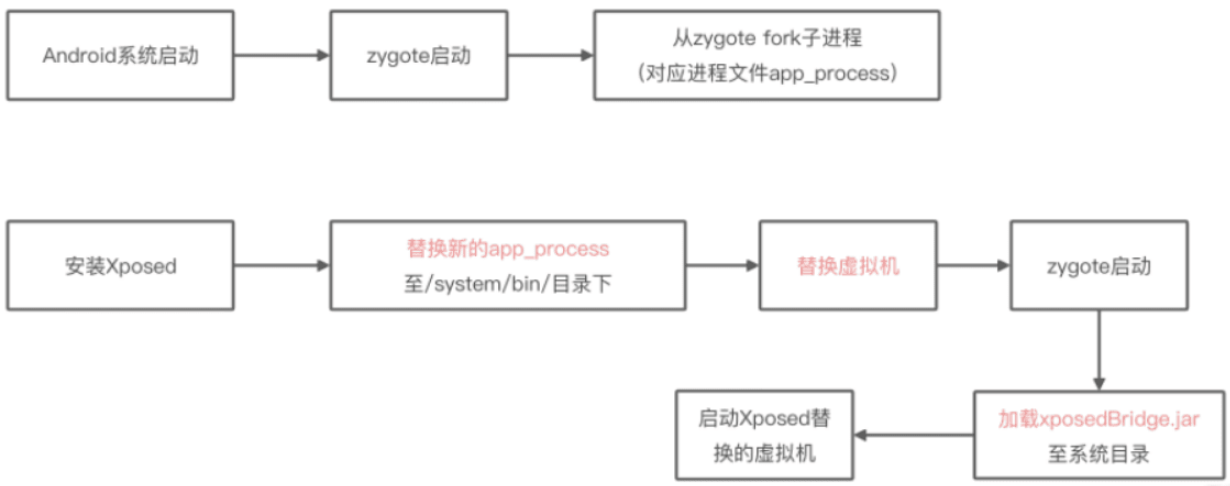 Android系统启动
zygote启动
从zygote fork子进程
（对应进程文件app_process）
安装Xposed
替换新的app_process
至/system/bin/目录下
替换虚拟机
zygote启动
加载xposedBridge.jar
至系统目录
启动Xposed替
换的虚拟机